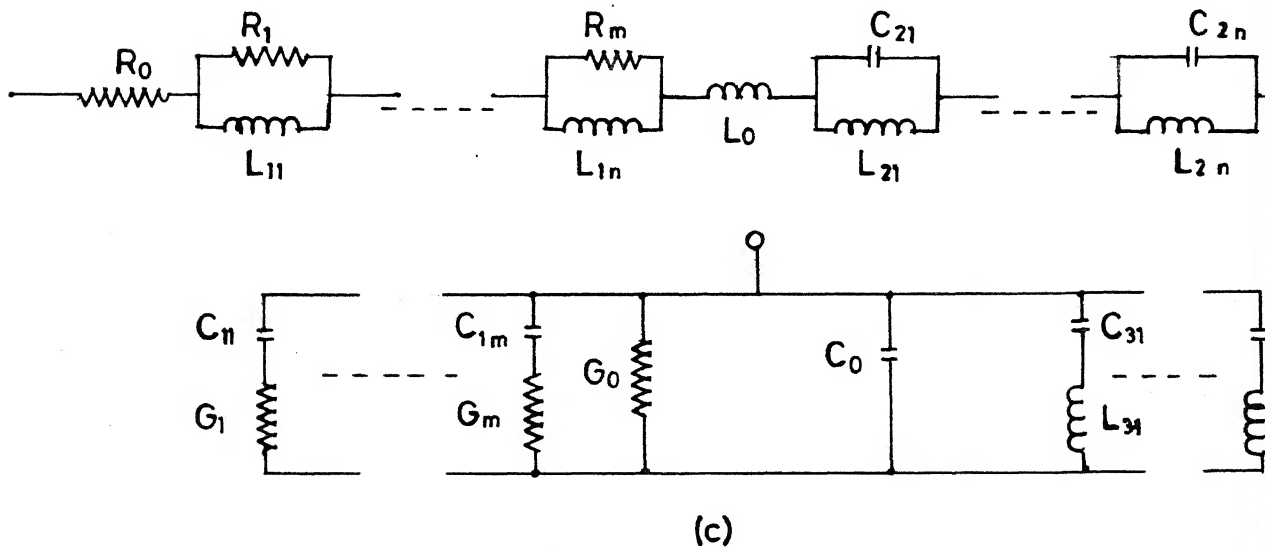 R0 R1 Rm C21 C2n
L11 L1n L0 L21 L2n
C11 C1m G0 C0 C31
G1 Gm L31
(c)